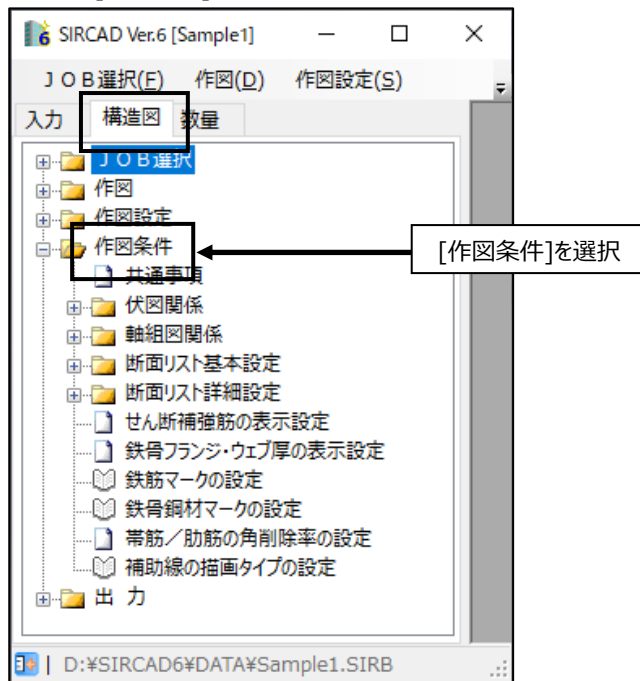 SIRCAD Ver.6 [Sample1]
ＪＯＢ選択(F) 作図(D) 作図設定(S)
入力 構造図 数量
ＪＯＢ選択
作図
作図設定
作図条件
[作図条件]を選択
共通事項
伏図関係
軸組図関係
断面リスト基本設定
断面リスト詳細設定
せん断補強筋の表示設定
鉄骨フランジ・ウェブ厚の表示設定
鉄筋マークの設定
鉄骨鋼材マークの設定
帯筋／肋筋の角削除率の設定
補助線の描画タイプの設定
出 力
D:¥SIRCAD6¥DATA¥Sample1.SIRB